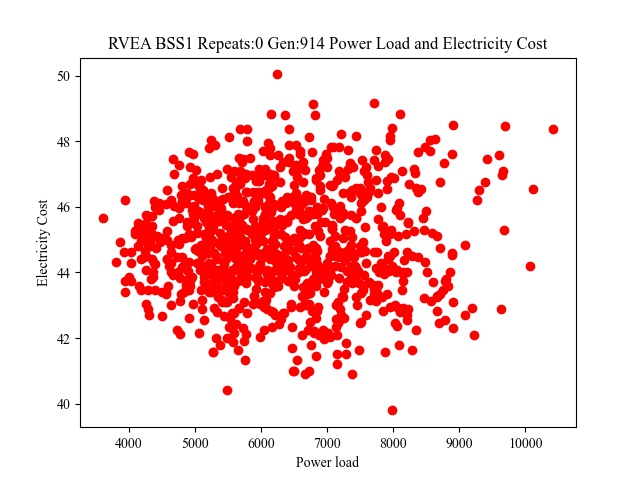 RVEA BSS1 Repeats:0 Gen:914 Power Load and Electricity Cost
50
48
46
44
42
40
Electricity Cost
4000 5000 6000 7000 8000 9000 10000
Power load